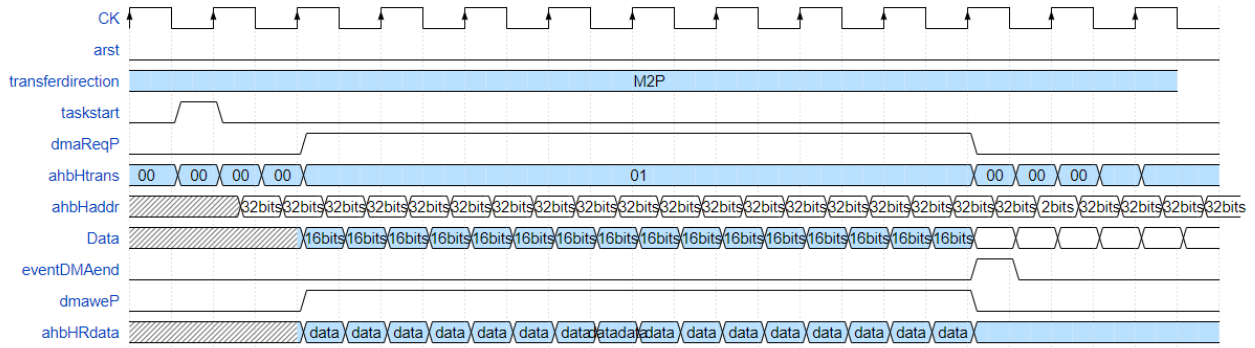 CK
arst
transferdirection M2P
taskstart
dmaReqP
ahbHtrans 00 00 00 00 01 00 00 00
ahbHaddr 32bits 32bits 32bits 32bits 32bits 32bits 32bits 32bits 32bits 32bits 32bits 32bits 32bits 32bits 32bits 32bits 32bits 32bits 32bits 2bits 32bits 32bits 32bits 32bits
Data 16bits 16bits 16bits 16bits 16bits 16bits 16bits 16bits 16bits 16bits 16bits 16bits 16bits 16bits 16bits 16bits
eventDMAend
dmaweP
ahbHRdata data data data data data data data datadata data data data data data data data data